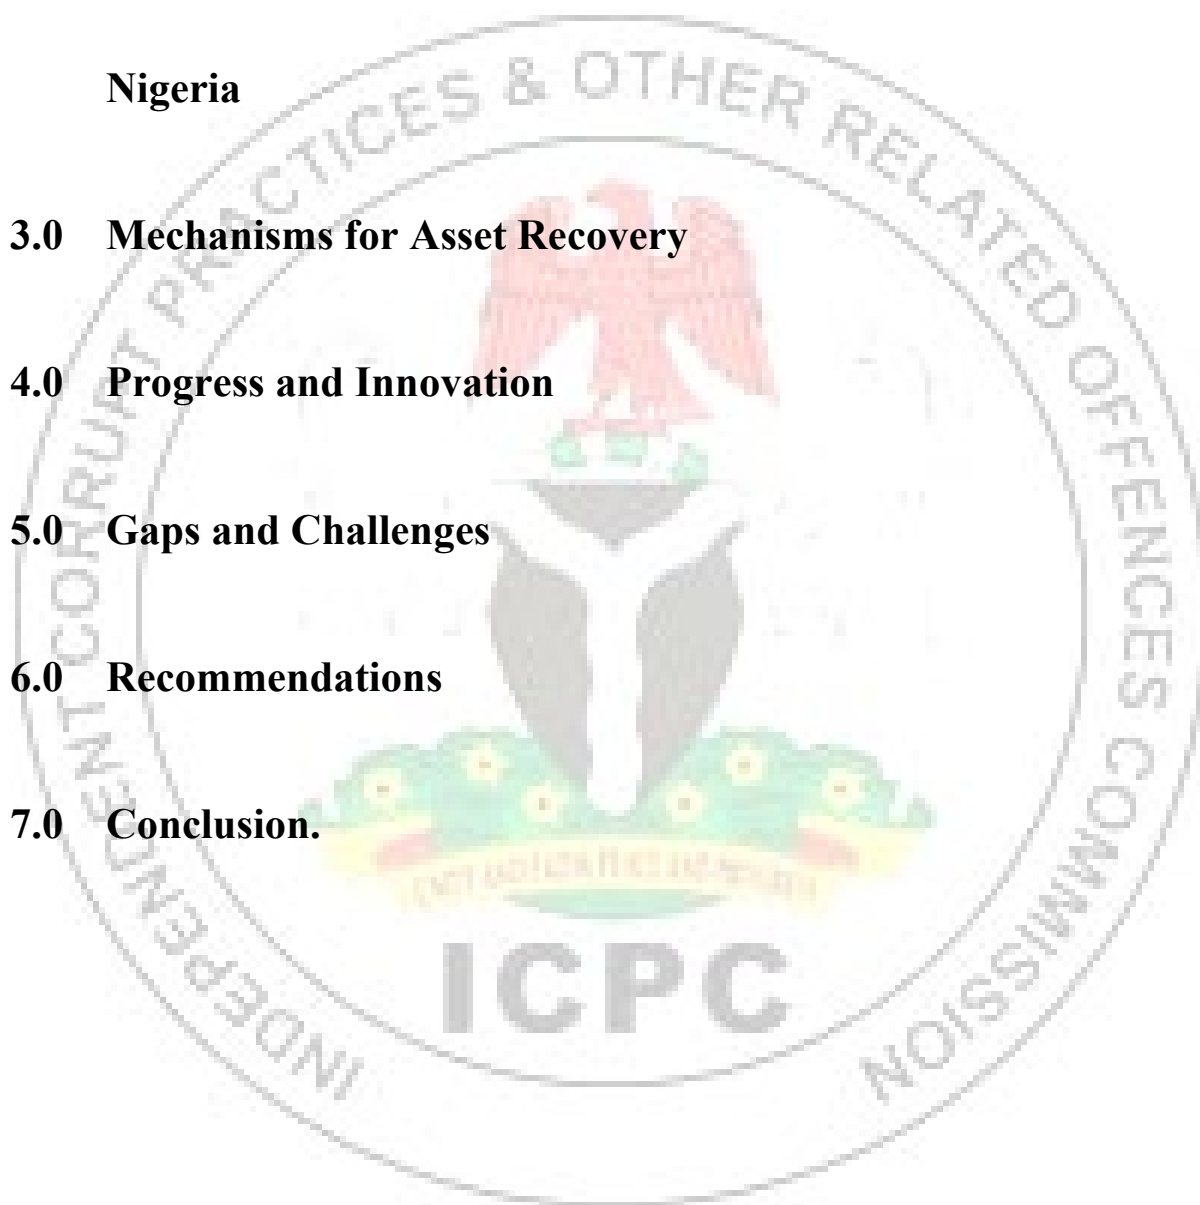 Nigeria
3.0 Mechanisms for Asset Recovery
4.0 Progress and Innovation
5.0 Gaps and Challenges
6.0 Recommendations
7.0 Conclusion.
INDEPENDENT CORRUPT PRACTICES & OTHER RELATED OFFENCES COMMISSION
ICPC